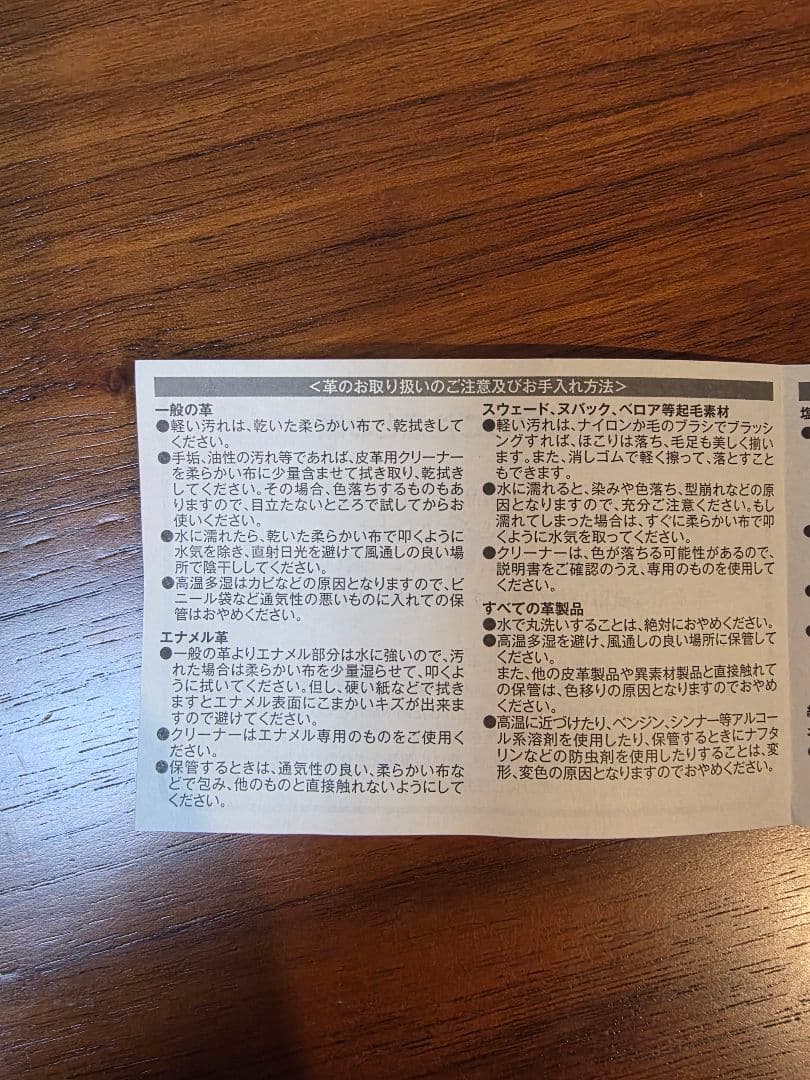 <革のお取り扱いのご注意及びお手入れ方法>
一般の革
●軽い汚れは、乾いた柔らかい布で、乾拭きして
ください。
●手垢、油性の汚れ等であれば、皮革用クリーナー
を柔らかい布に少量含ませて拭き取り、乾拭き
してください。その場合、色落ちするものもあ
りますので、目立たないところで試してからお
使いください。
●水に濡れたら、乾いた柔らかい布で叩くように
水気を除き、直射日光を避けて風通しの良い場
所で陰干ししてください。
●高温多湿はカビなどの原因となりますので、ビ
ニール袋など通気性の悪いものに入れての保
管はおやめください。
エナメル革
●一般の革よりエナメル部分は水に強いので、汚
れた場合は柔らかい布を少量湿らせて、叩くよ
うに拭いてください。但し、硬い紙などで拭き
ますとエナメル表面にこまかいキズが出来ま
すので避けてください。
●クリーナーはエナメル専用のものをご使用く
ださい。
●保管するときは、通気性の良い、柔らかい布な
どで包み、他のものと直接触れないようにして
ください。
スウェード、ヌバック、ベロア等起毛素材
●軽い汚れは、ナイロンか毛のブラシでブラッシ
ングすれば、ほこりは落ち、毛足も美しく揃い
ます。また、消しゴムで軽く擦って、落とすこと
もできます。
●水に濡れると、染みや色落ち、型崩れなどの原
因となりますので、充分ご注意ください。もし
濡れてしまった場合は、すぐに柔らかい布で叩
くように水気を取ってください。
●クリーナーは、色が落ちる可能性があるので、
説明書をご確認のうえ、専用のものを使用して
ください。
すべての革製品
●水で丸洗いすることは、絶対におやめください。
●高温多湿を避け、風通しの良い場所に保管して
ください。
また、他の皮革製品や異素材製品と直接触れて
の保管は、色移りの原因となりますのでおやめ
ください。
●高温に近づけたり、ベンジン、シンナー等アルコー
ル系溶剤を使用したり、保管するときにナフタ
リンなどの防虫剤を使用したりすることは、変
形、変色の原因となりますのでおやめください。